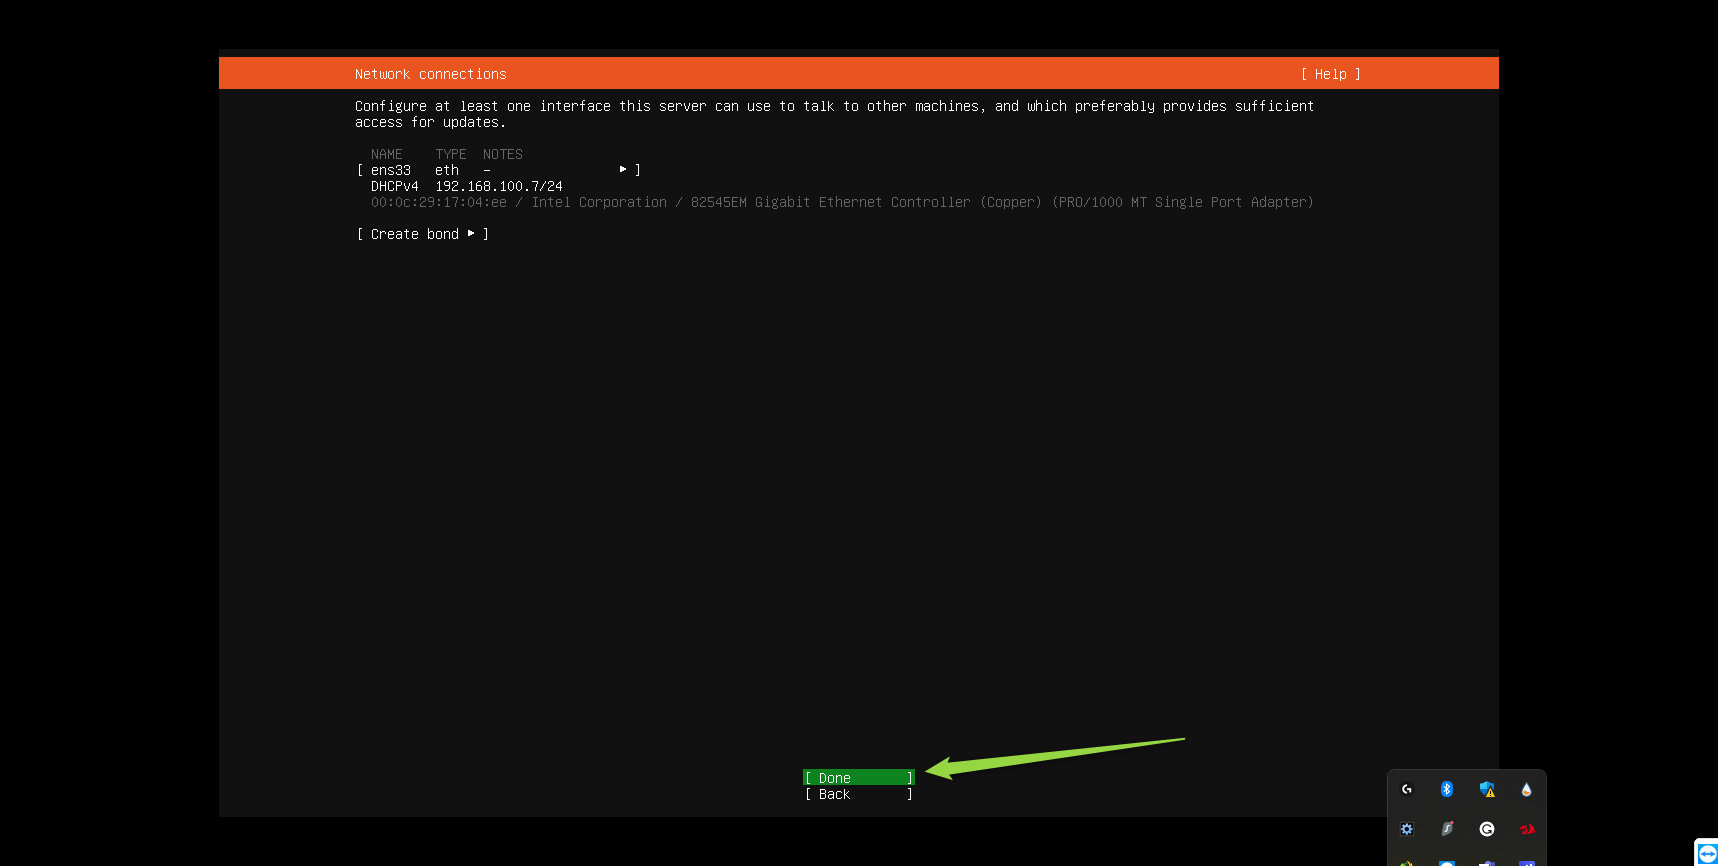 Network connections [ Help ]
Configure at least one interface this server can use to talk to other machines, and which preferably provides sufficient
access for updates.
NAME TYPE NOTES
[ ens33 eth – ▸ ]
DHCPv4 192.168.100.7/24
00:0c:29:17:04:ee / Intel Corporation / 82545EM Gigabit Ethernet Controller (Copper) (PRO/1000 MT Single Port Adapter)
[ Create bond ▸ ]
[ Done ]
[ Back ]